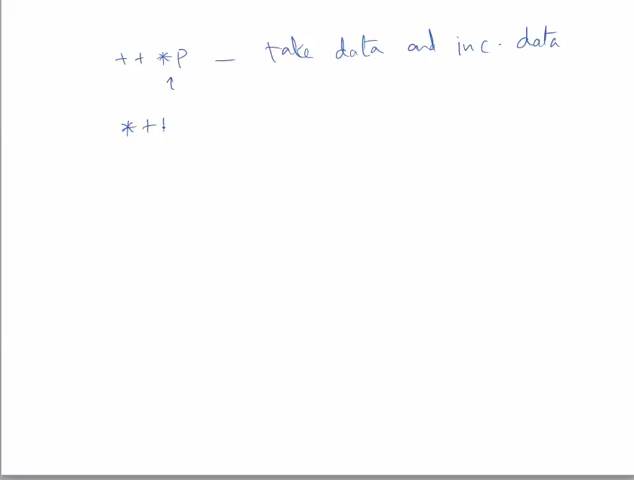 ++*p — take data and inc. data
↑
*++